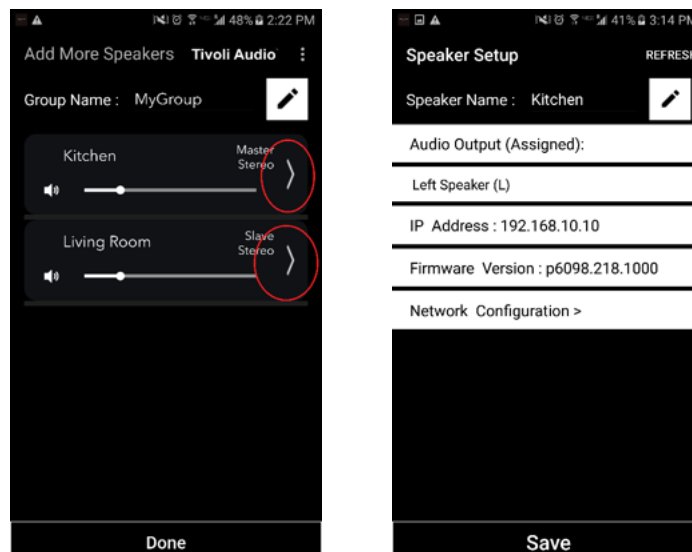 48% 2:22 PM
Add More Speakers Tivoli Audio
Group Name : MyGroup
Kitchen
Master
Stereo
Living Room
Slave
Stereo
Done
41% 3:14 PM
Speaker Setup REFRESH
Speaker Name : Kitchen
Audio Output (Assigned):
Left Speaker (L)
IP Address : 192.168.10.10
Firmware Version : p6098.218.1000
Network Configuration >
Save